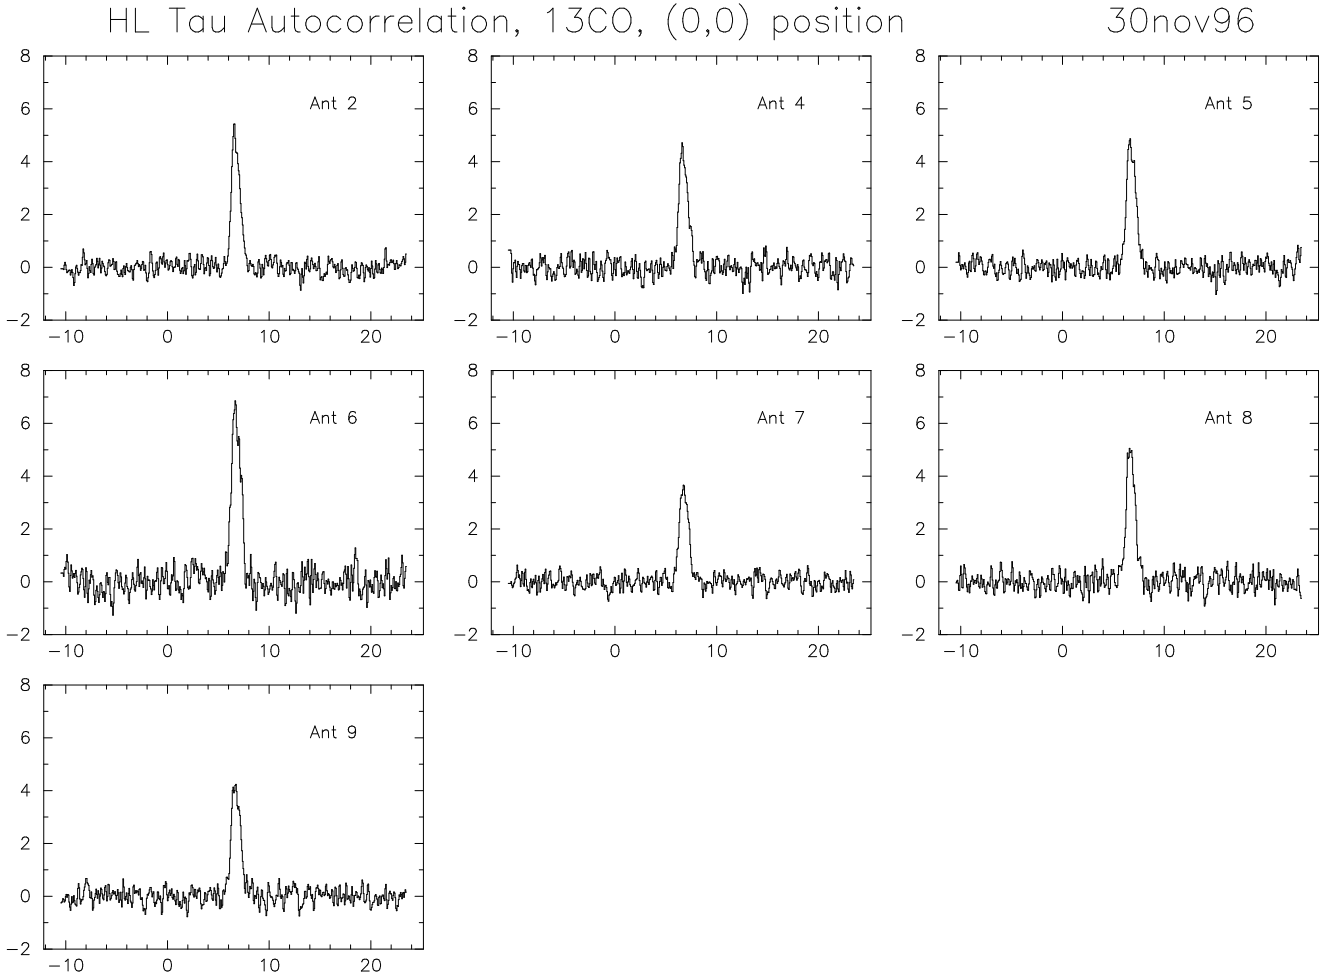 HL Tau Autocorrelation, 13CO, (0,0) position 30nov96
8 8 8
6 Ant 2 6 Ant 4 6 Ant 5
4 4 4
2 2 2
0 0 0
−2 −2 −2
−10 0 10 20 −10 0 10 20 −10 0 10 20
8 8 8
6 Ant 6 6 Ant 7 6 Ant 8
4 4 4
2 2 2
0 0 0
−2 −2 −2
−10 0 10 20 −10 0 10 20 −10 0 10 20
8
6 Ant 9
4
2
0
−2
−10 0 10 20